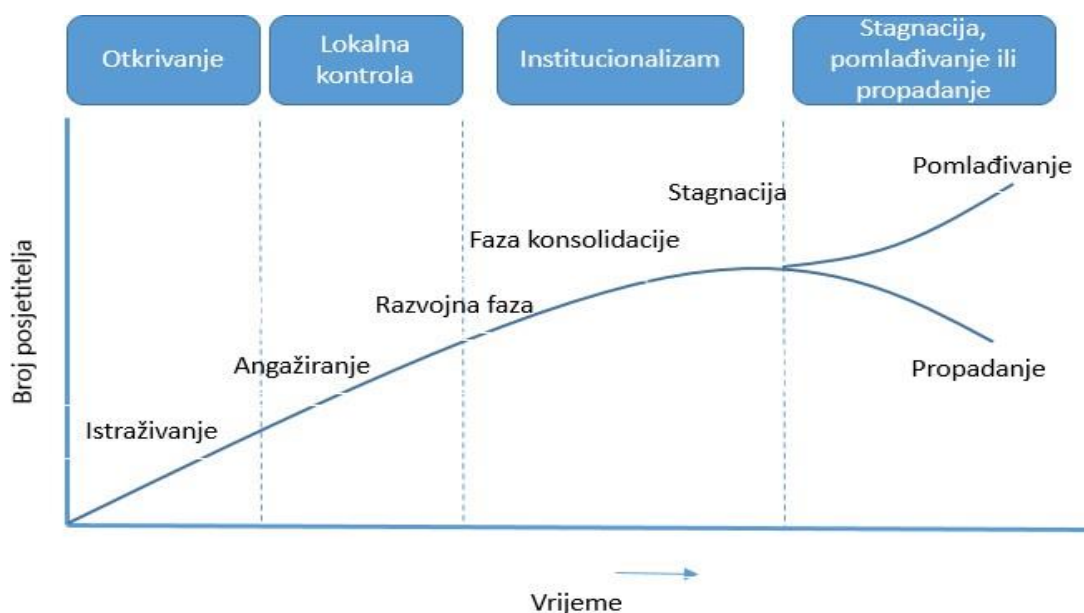 Otkrivanje
Lokalna
kontrola
Institucionalizam
Stagnacija,
pomlađivanje ili
propadanje
Pomlađivanje
Stagnacija
Faza konsolidacije
Razvojna faza
Angažiranje
Propadanje
Istraživanje
Broj posjetitelja
Vrijeme